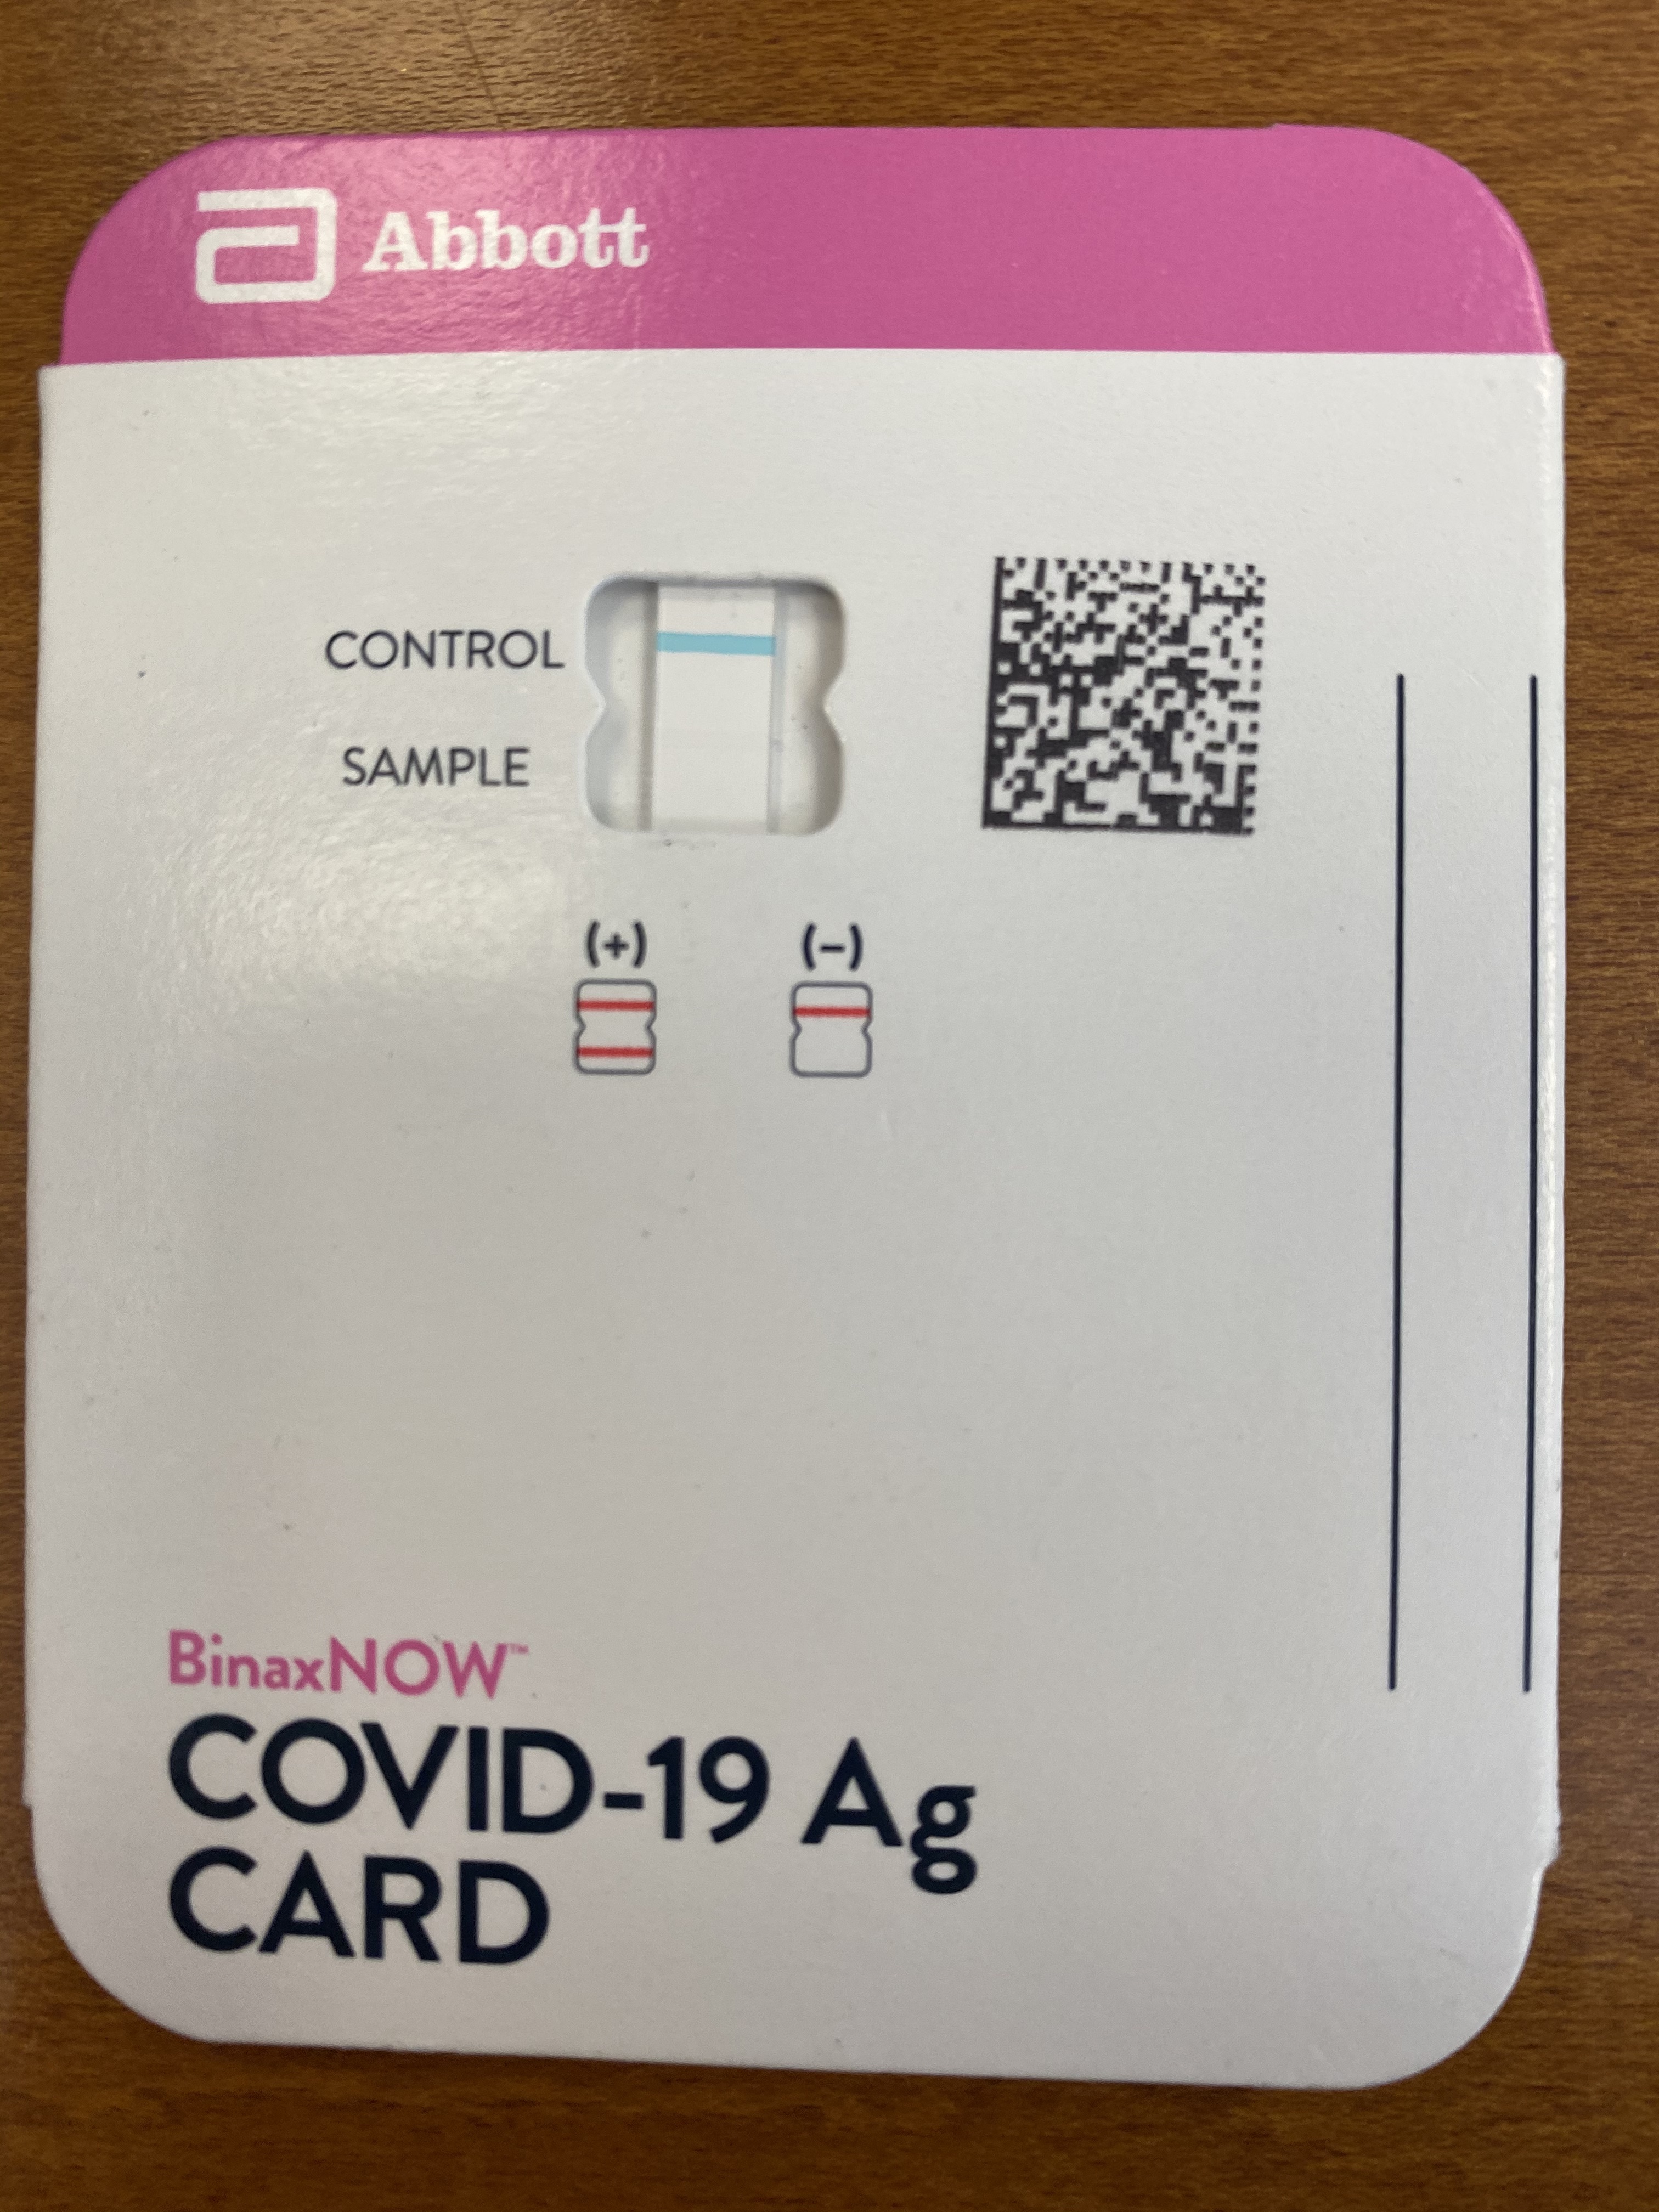 Abbott
CONTROL
SAMPLE
(+) (-)
BinaxNOW™
COVID-19 Ag
CARD